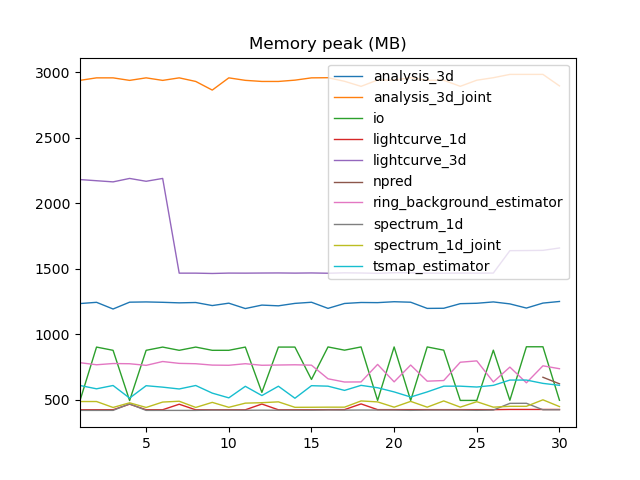 Memory peak (MB)
3000
2500
2000
1500
1000
500
analysis_3d
analysis_3d_joint
io
lightcurve_1d
lightcurve_3d
npred
ring_background_estimator
spectrum_1d
spectrum_1d_joint
tsmap_estimator
5 10 15 20 25 30